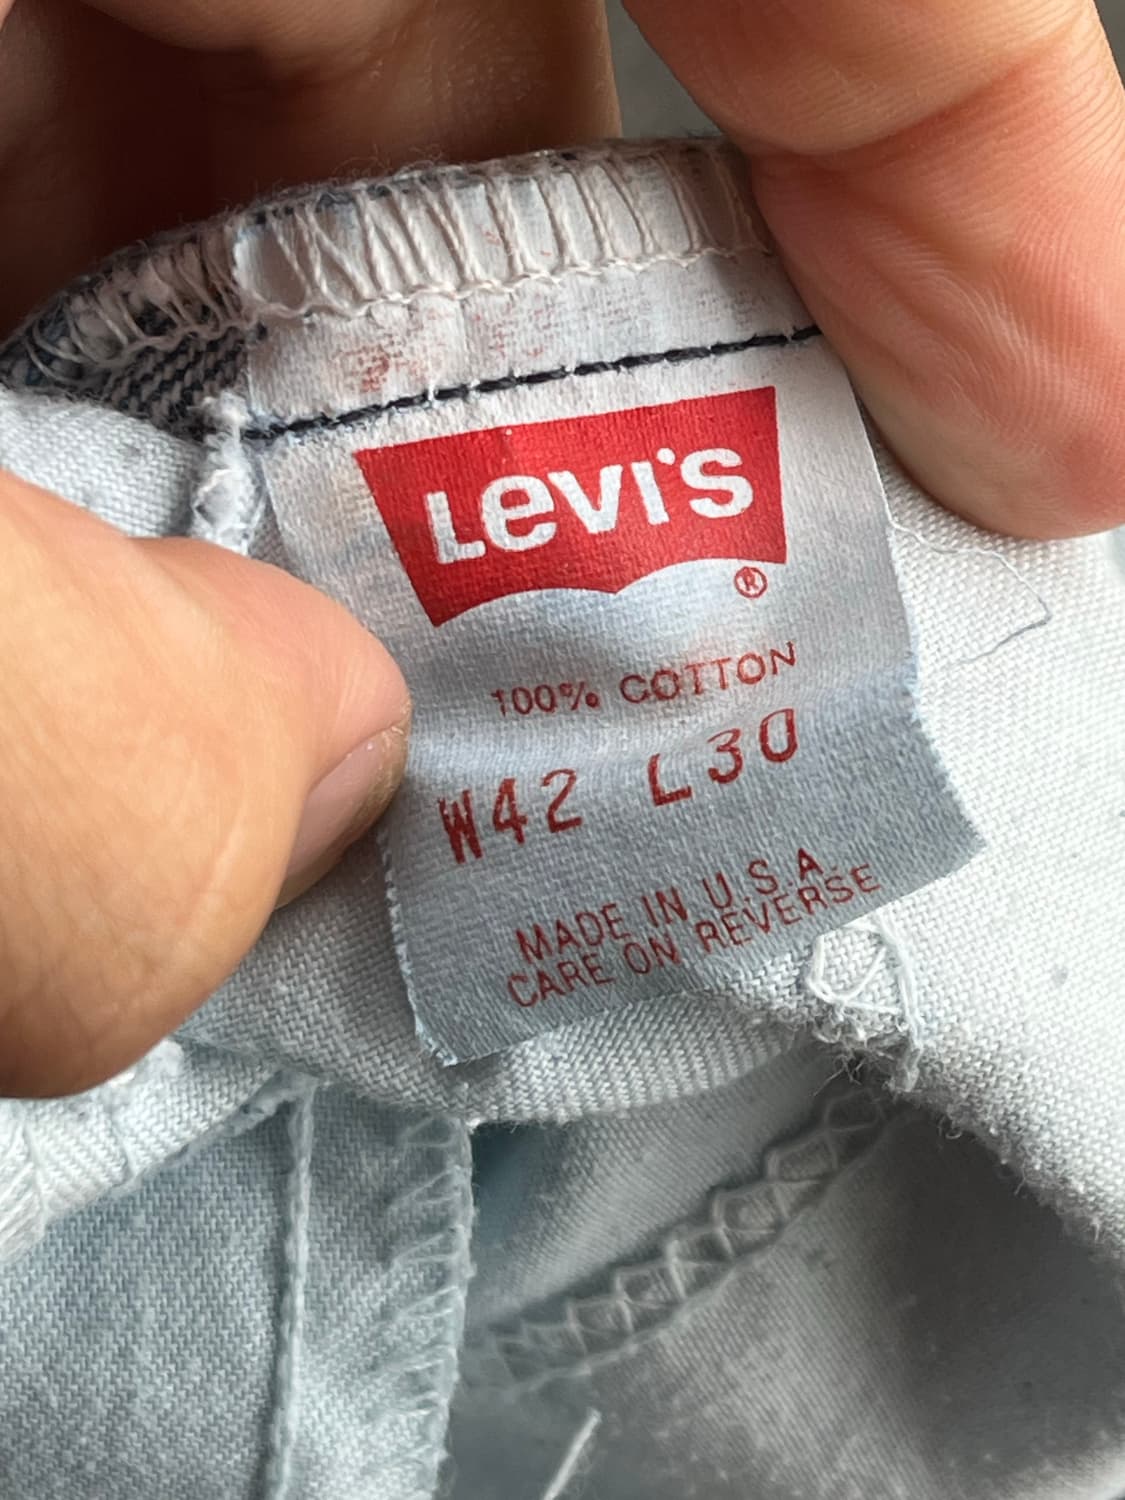 Levi's ®
100% COTTON
W42 L30
MADE IN U.S.A.
CARE ON REVERSE